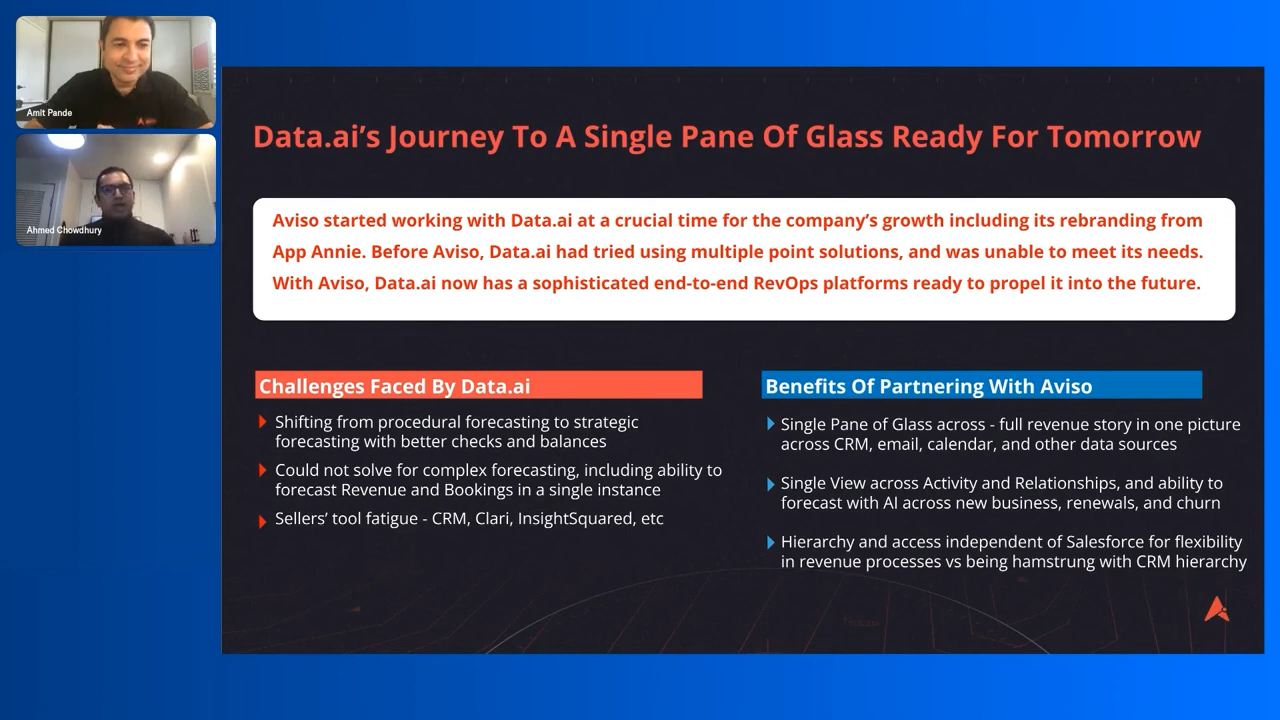 Amit Pande
Ahmed Chowdhury
Data.ai’s Journey To A Single Pane Of Glass Ready For Tomorrow
Aviso started working with Data.ai at a crucial time for the company’s growth including its rebranding from
App Annie. Before Aviso, Data.ai had tried using multiple point solutions, and was unable to meet its needs.
With Aviso, Data.ai now has a sophisticated end-to-end RevOps platforms ready to propel it into the future.
Challenges Faced By Data.ai
Shifting from procedural forecasting to strategic
forecasting with better checks and balances
Could not solve for complex forecasting, including ability to
forecast Revenue and Bookings in a single instance
Sellers’ tool fatigue - CRM, Clari, InsightSquared, etc
Benefits Of Partnering With Aviso
Single Pane of Glass across - full revenue story in one picture
across CRM, email, calendar, and other data sources
Single View across Activity and Relationships, and ability to
forecast with AI across new business, renewals, and churn
Hierarchy and access independent of Salesforce for flexibility
in revenue processes vs being hamstrung with CRM hierarchy